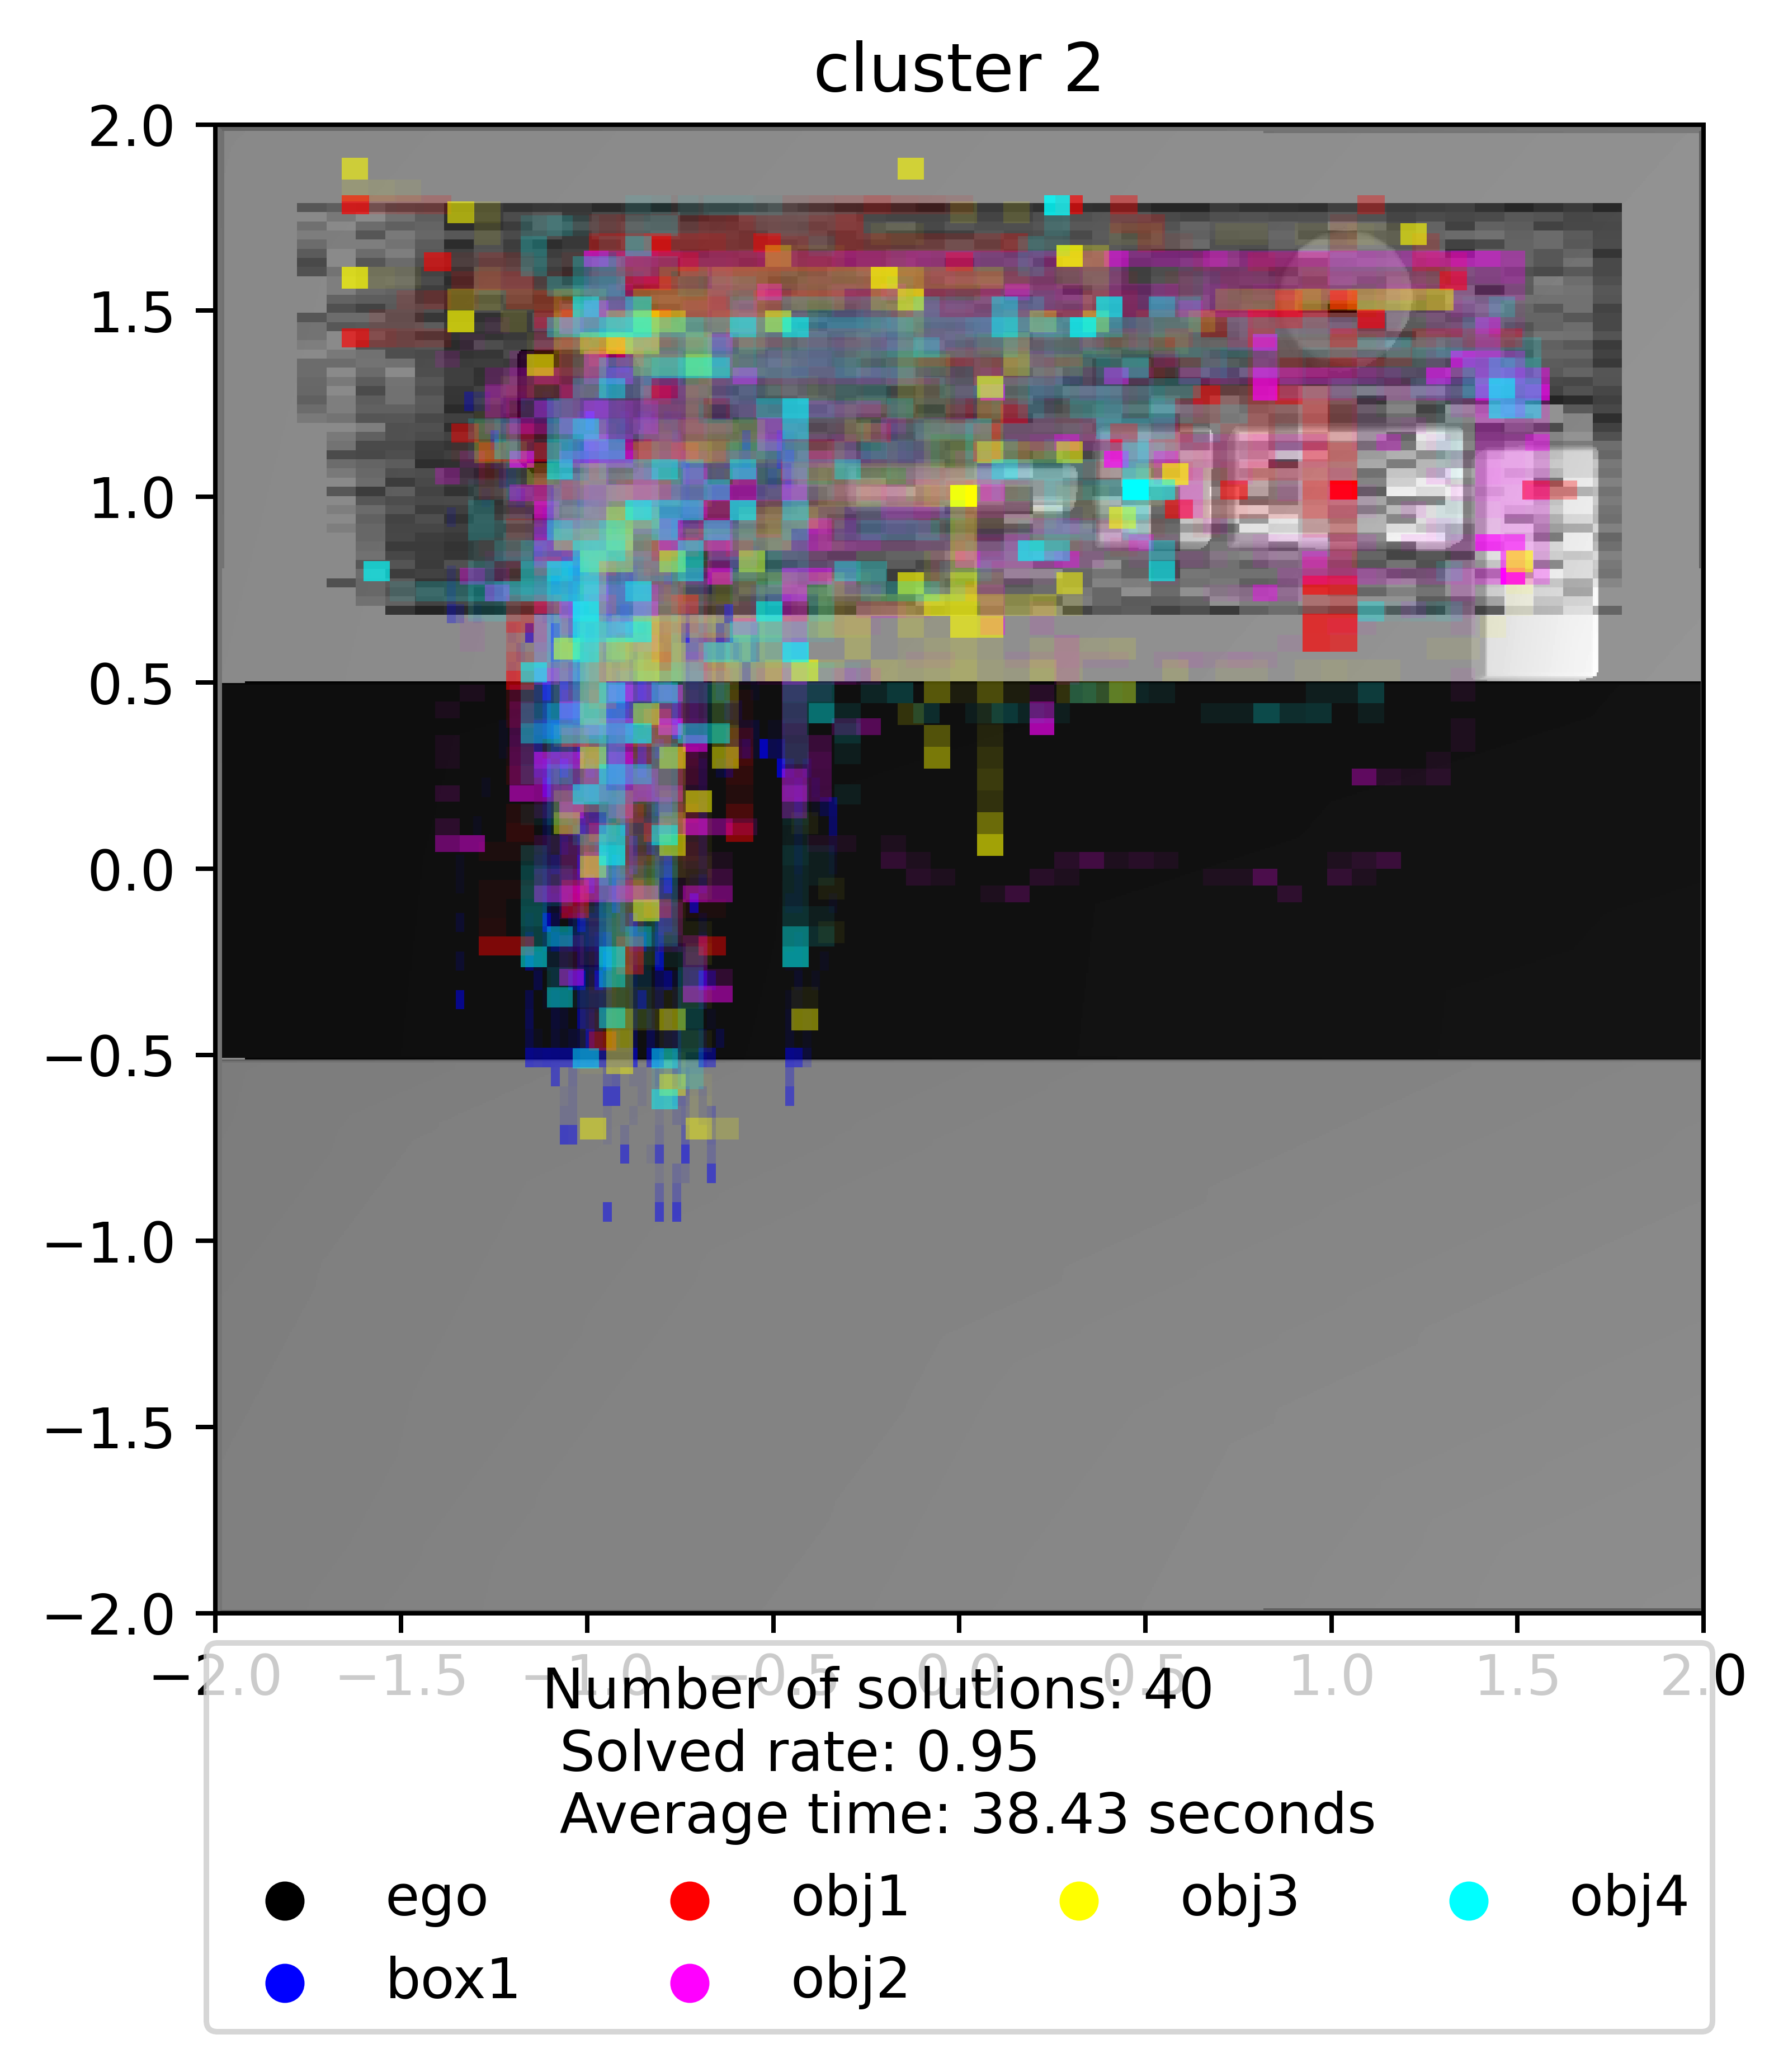 cluster 2
2.0
1.5
1.0
0.5
0.0
−0.5
−1.0
−1.5
−2.0
−2.0 −1.5 −1.0 −0.5 0.0 0.5 1.0 1.5 2.0
Number of solutions: 40
Solved rate: 0.95
Average time: 38.43 seconds
ego obj1 obj3 obj4
box1 obj2